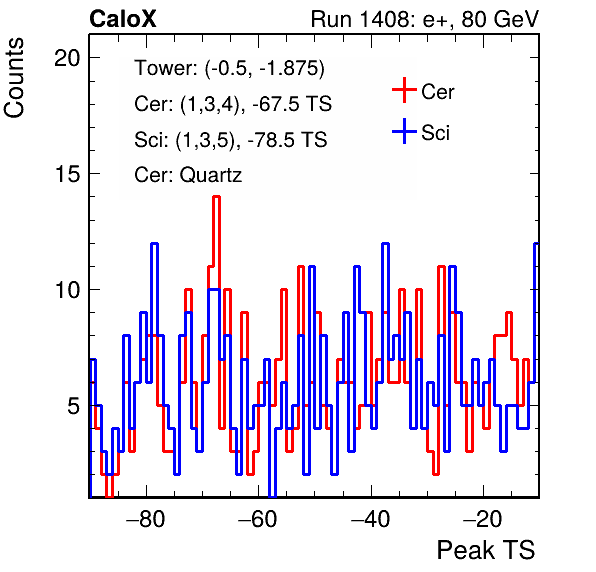 CaloX Run 1408: e+, 80 GeV
Counts
20
15
10
5
Tower: (-0.5, -1.875)
Cer: (1,3,4), -67.5 TS
Sci: (1,3,5), -78.5 TS
Cer: Quartz
Cer
Sci
−80 −60 −40 −20
Peak TS